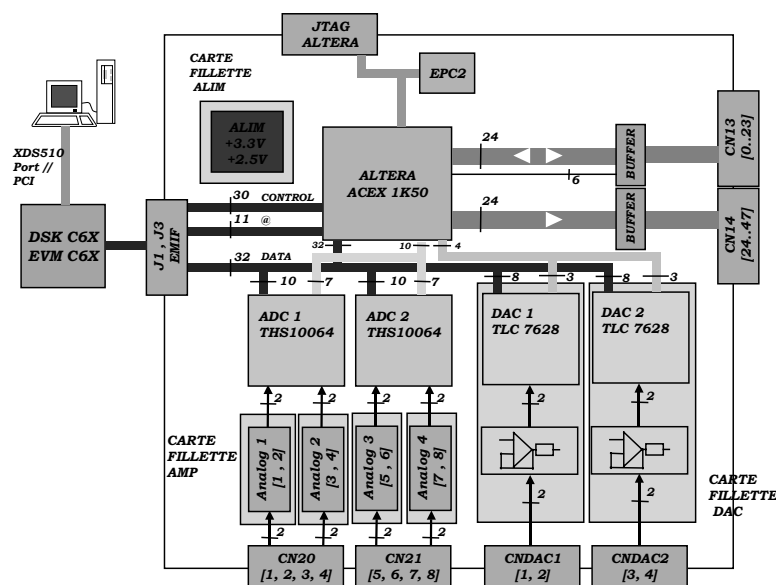 JTAG
ALTERA
CARTE
FILLETTE
ALIM
EPC2
ALIM
+3.3V
+2.5V
ALTERA
ACEX 1K50
24
6
24
BUFFER
BUFFER
CN13
[0..23]
CN14
[24..47]
XDS510
Port //
PCI
DSK C6X
EVM C6X
J1 , J3
EMIF
30 CONTROL
11 @
32 DATA
32
10
4
10
7
10
7
8
3
8
3
ADC 1
THS10064
ADC 2
THS10064
DAC 1
TLC 7628
DAC 2
TLC 7628
2
2
2
2
2
2
CARTE
FILLETTE
AMP
Analog 1
[1 , 2]
Analog 2
[3 , 4]
Analog 3
[5 , 6]
Analog 4
[7 , 8]
2
2
CARTE
FILLETTE
DAC
2
2
2
2
CN20
[1, 2, 3, 4]
CN21
[5, 6, 7, 8]
CNDAC1
[1, 2]
CNDAC2
[3, 4]